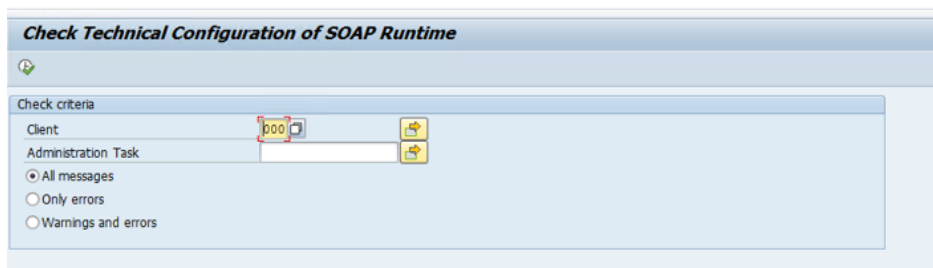 Check Technical Configuration of SOAP Runtime
Check criteria
Client 000
Administration Task
All messages
Only errors
Warnings and errors